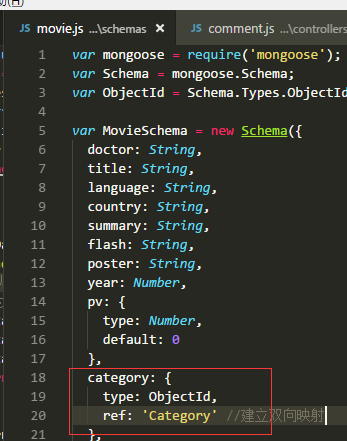 movie.js ...\schemas × comment.js ...\controllers
1 var mongoose = require('mongoose');
2 var Schema = mongoose.Schema;
3 var ObjectId = Schema.Types.ObjectId
4
5 var MovieSchema = new Schema({
6 doctor: String,
7 title: String,
8 language: String,
9 country: String,
10 summary: String,
11 flash: String,
12 poster: String,
13 year: Number,
14 pv: {
15 type: Number,
16 default: 0
17 },
18 category: {
19 type: ObjectId,
20 ref: 'Category' //建立双向映射
21 },